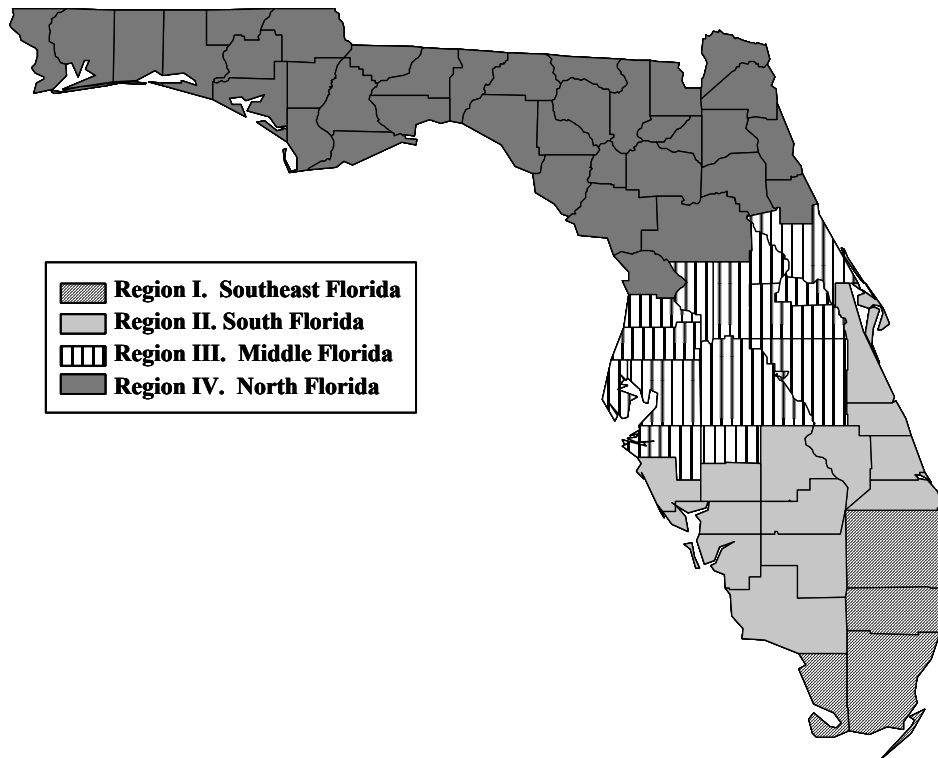 Region I. Southeast Florida
Region II. South Florida
Region III. Middle Florida
Region IV. North Florida